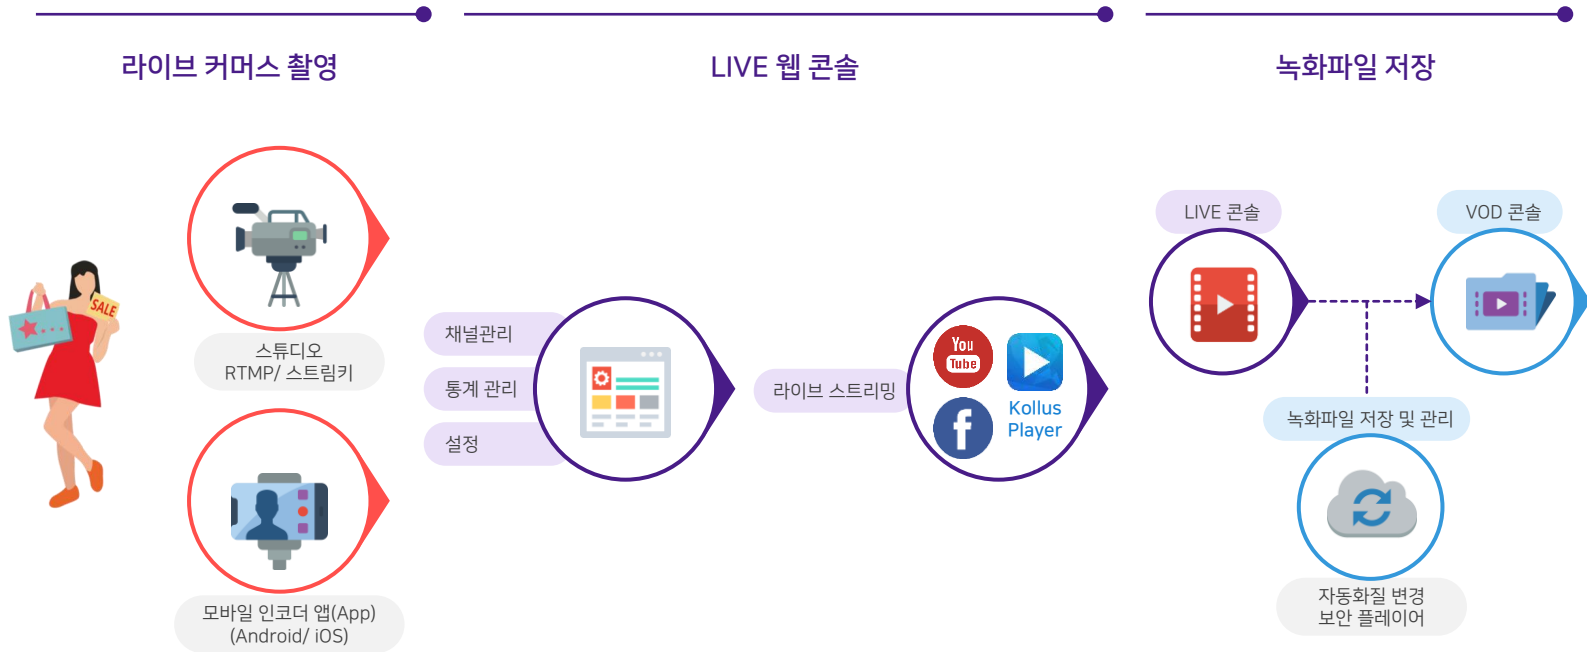 라이브 커머스 촬영
LIVE 웹 콘솔
녹화파일 저장
SALE
스튜디오
RTMP/ 스트림키
모바일 인코더 앱(App)
(Android/ iOS)
채널관리
통계 관리
설정
라이브 스트리밍
You
Tube
f
Kollus
Player
LIVE 콘솔
VOD 콘솔
녹화파일 저장 및 관리
자동화질 변경
보안 플레이어